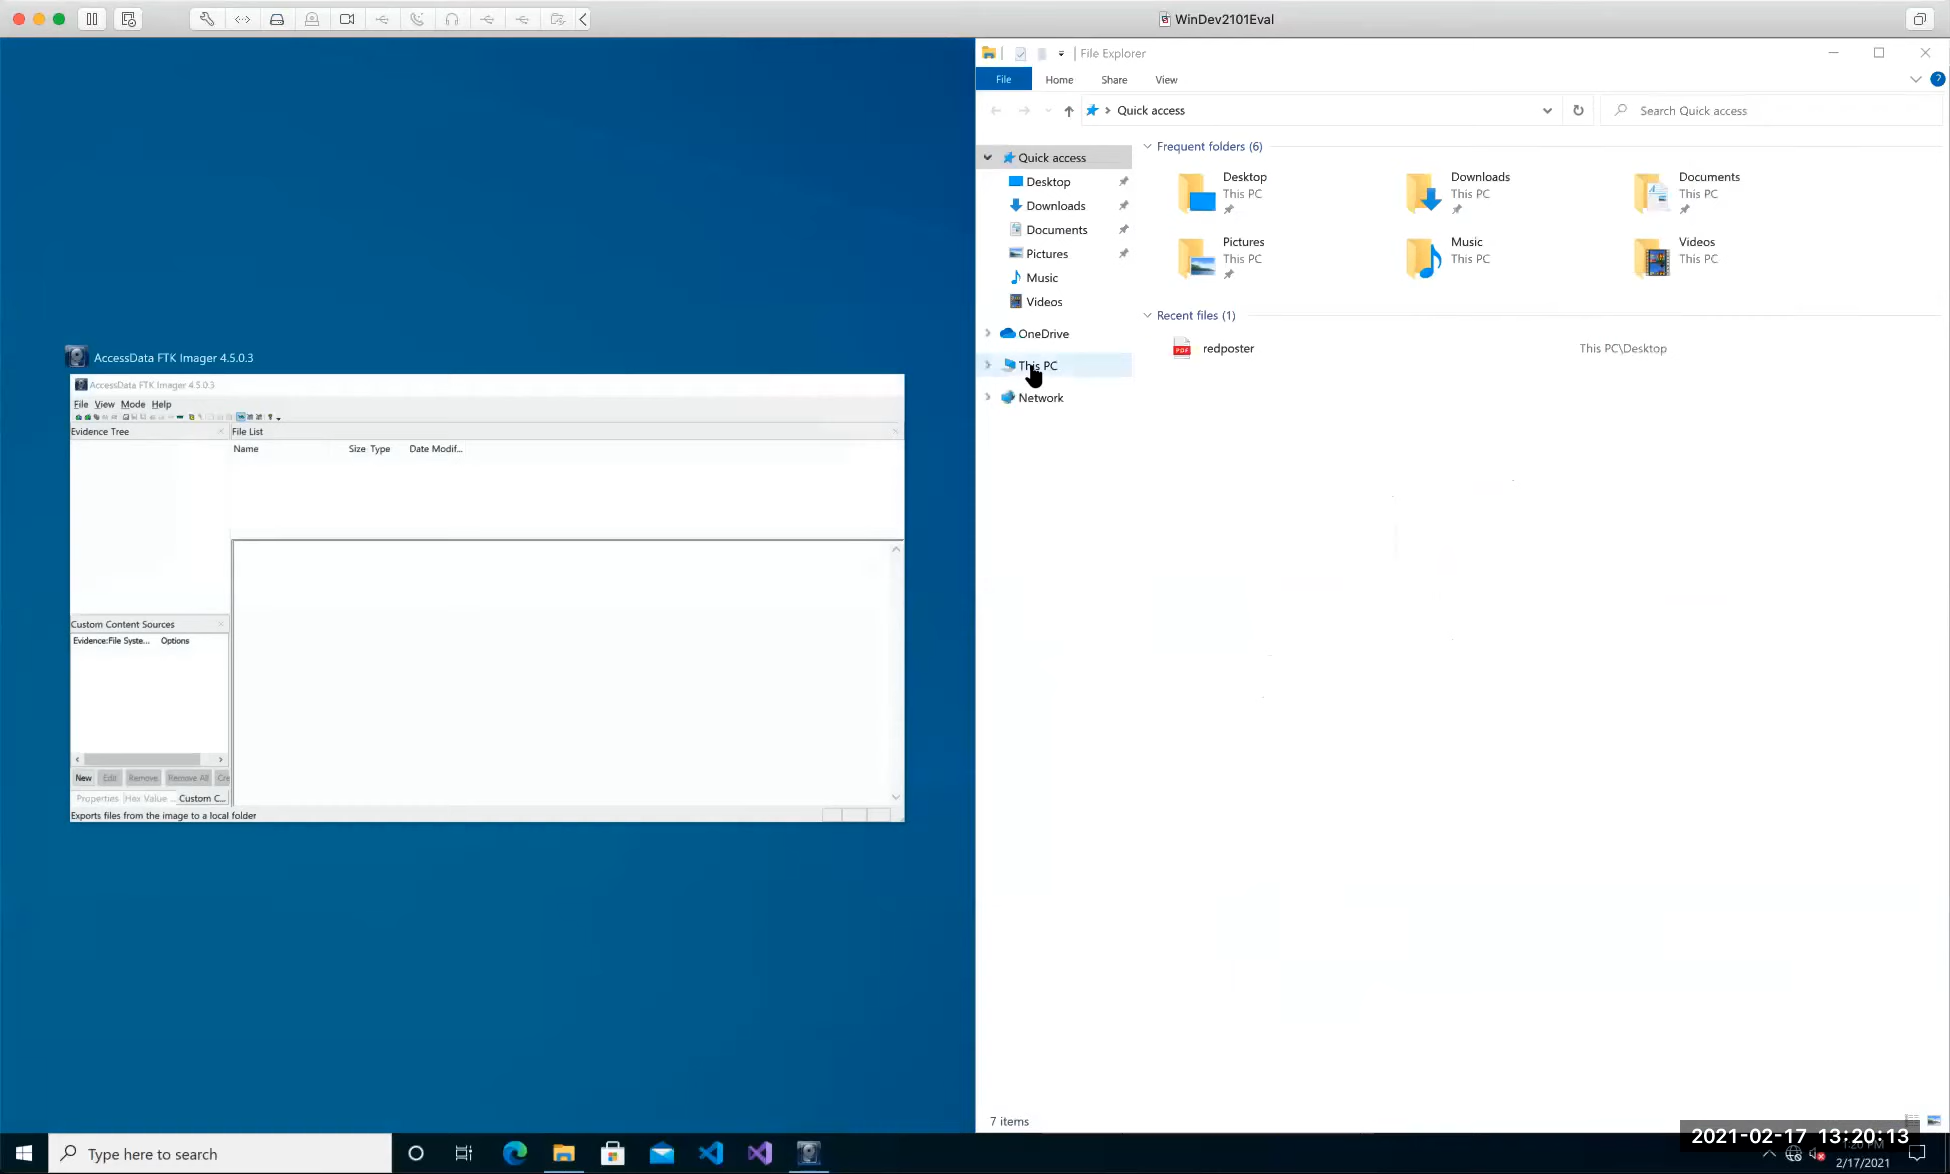 WinDev2101Eval
File Explorer
File Home Share View
Quick access
Search Quick access
Quick access
Desktop
Downloads
Documents
Pictures
Music
Videos
OneDrive
This PC
Network
Frequent folders (6)
Desktop
This PC
Downloads
This PC
Documents
This PC
Pictures
This PC
Music
This PC
Videos
This PC
Recent files (1)
redposter This PC\Desktop
7 items
AccessData FTK Imager 4.5.0.3
AccessData FTK Imager 4.5.0.3
File View Mode Help
Evidence Tree
File List
Name Size Type Date Modif...
Custom Content Sources
Evidence:File Syste... Options
New Edit Remove Remove All Cre
Properties Hex Value ... Custom C...
Exports files from the image to a local folder
Type here to search
2021-02-17 13:20:13
2/17/2021